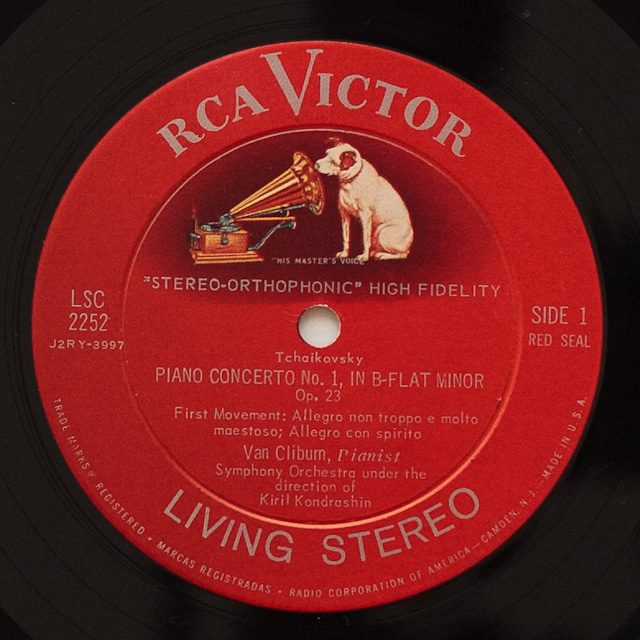 RCA VICTOR
"HIS MASTER'S VOICE"
"STEREO-ORTHOPHONIC" HIGH FIDELITY
LSC
2252
J2RY-3997
SIDE 1
RED SEAL
Tchaikovsky
PIANO CONCERTO No. 1, IN B-FLAT MINOR
Op. 23
First Movement: Allegro non troppo e molto
maestoso; Allegro con spirito
Van Cliburn, Pianist
Symphony Orchestra under the
direction of
Kiril Kondrashin
LIVING STEREO
TRADE MARKS ® REGISTERED • MARCAS REGISTRADAS • RADIO CORPORATION OF AMERICA—CAMDEN, N.J.—MADE IN U.S.A.